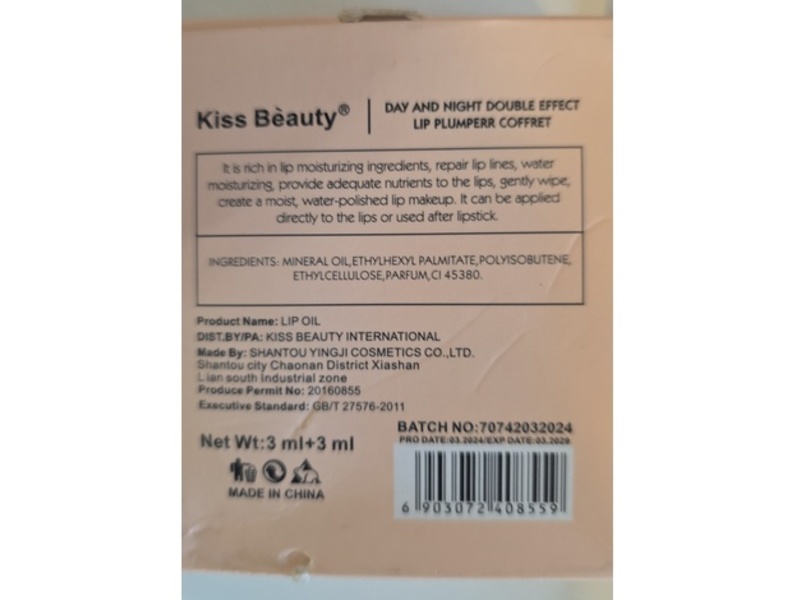 Kiss Bèauty®
DAY AND NIGHT DOUBLE EFFECT
LIP PLUMPERR COFFRET
It is rich in lip moisturizing ingredients, repair lip lines, water
moisturizing, provide adequate nutrients to the lips, gently wipe,
create a moist, water-polished lip makeup. It can be applied
directly to the lips or used after lipstick.
INGREDIENTS: MINERAL OIL,ETHYLHEXYL PALMITATE,POLYISOBUTENE,
ETHYLCELLULOSE,PARFUM,CI 45380.
Product Name: LIP OIL
DIST.BY/PA: KISS BEAUTY INTERNATIONAL
Made By: SHANTOU YINGJI COSMETICS CO.,LTD.
Shantou city Chaonan District Xiashan
Lian south Industrial zone
Produce Permit No: 20160855
Executive Standard: GB/T 27576-2011
Net Wt:3 ml+3 ml
MADE IN CHINA
BATCH NO:70742032024
PRO DATE:03.2024/EXP DATE:03.2029
6 903072 408559